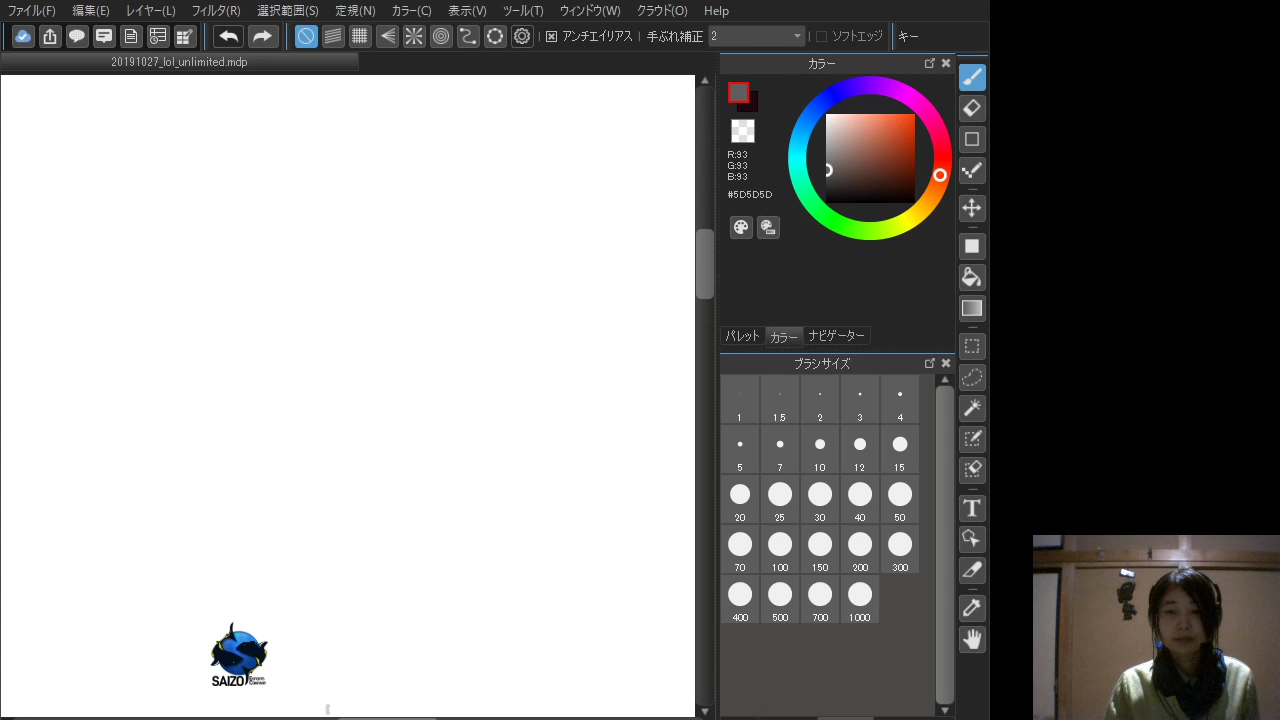 ファイル(F) 編集(E) レイヤー(L) フィルタ(R) 選択範囲(S) 定規(N) カラー(C) 表示(V) ツール(T) ウィンドウ(W) クラウド(O) Help
アンチエイリアス 手ぶれ補正 2 ソフトエッジ キー
20191027_lol_unlimited.mdp
カラー
R:93
G:93
B:93
#5D5D5D
パレット カラー ナビゲーター
ブラシサイズ
1 1.5 2 3 4
5 7 10 12 15
20 25 30 40 50
70 100 150 200 300
400 500 700 1000
T
SAIZO